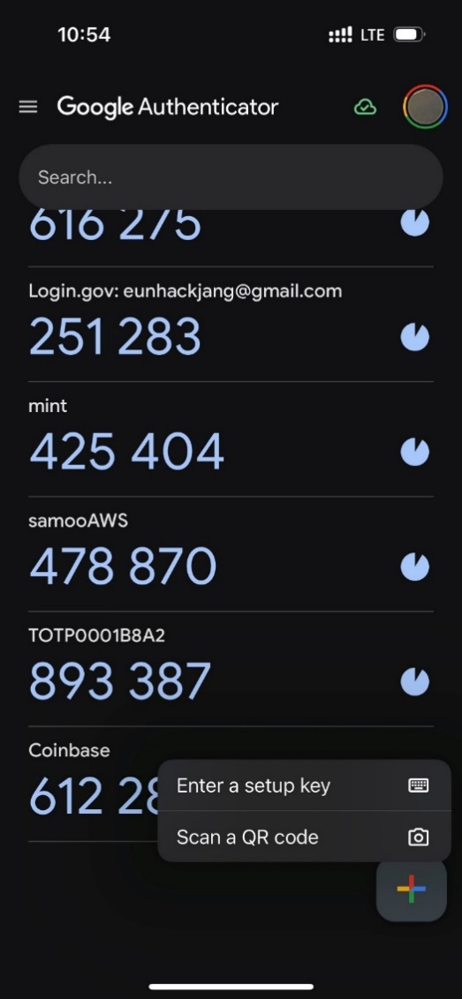 10:54 LTE
Google Authenticator
Search...
616 275
Login.gov: eunhackjang@gmail.com
251 283
mint
425 404
samooAWS
478 870
TOTP0001B8A2
893 387
Coinbase
612 28
Enter a setup key
Scan a QR code